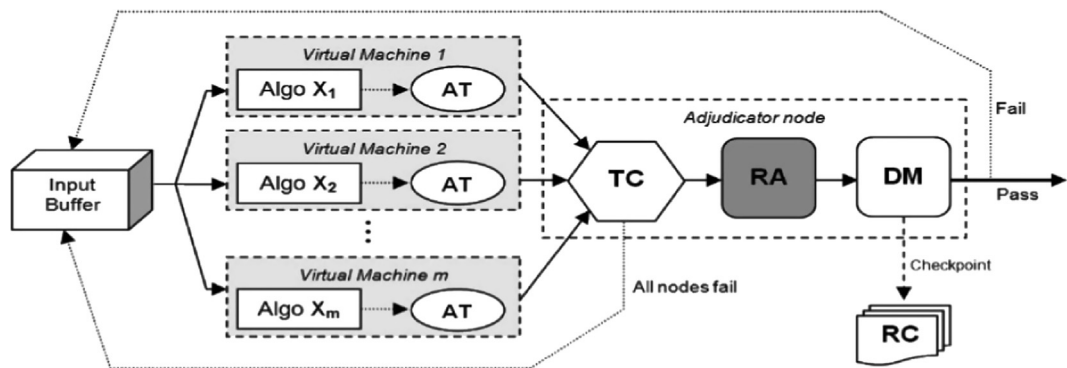 Virtual Machine 1
Algo X1
AT
Fail
Adjudicator node
Virtual Machine 2
Input
Buffer
Algo X2
AT
TC
RA
DM
Pass
Virtual Machine m
Algo Xm
AT
All nodes fail
Checkpoint
RC